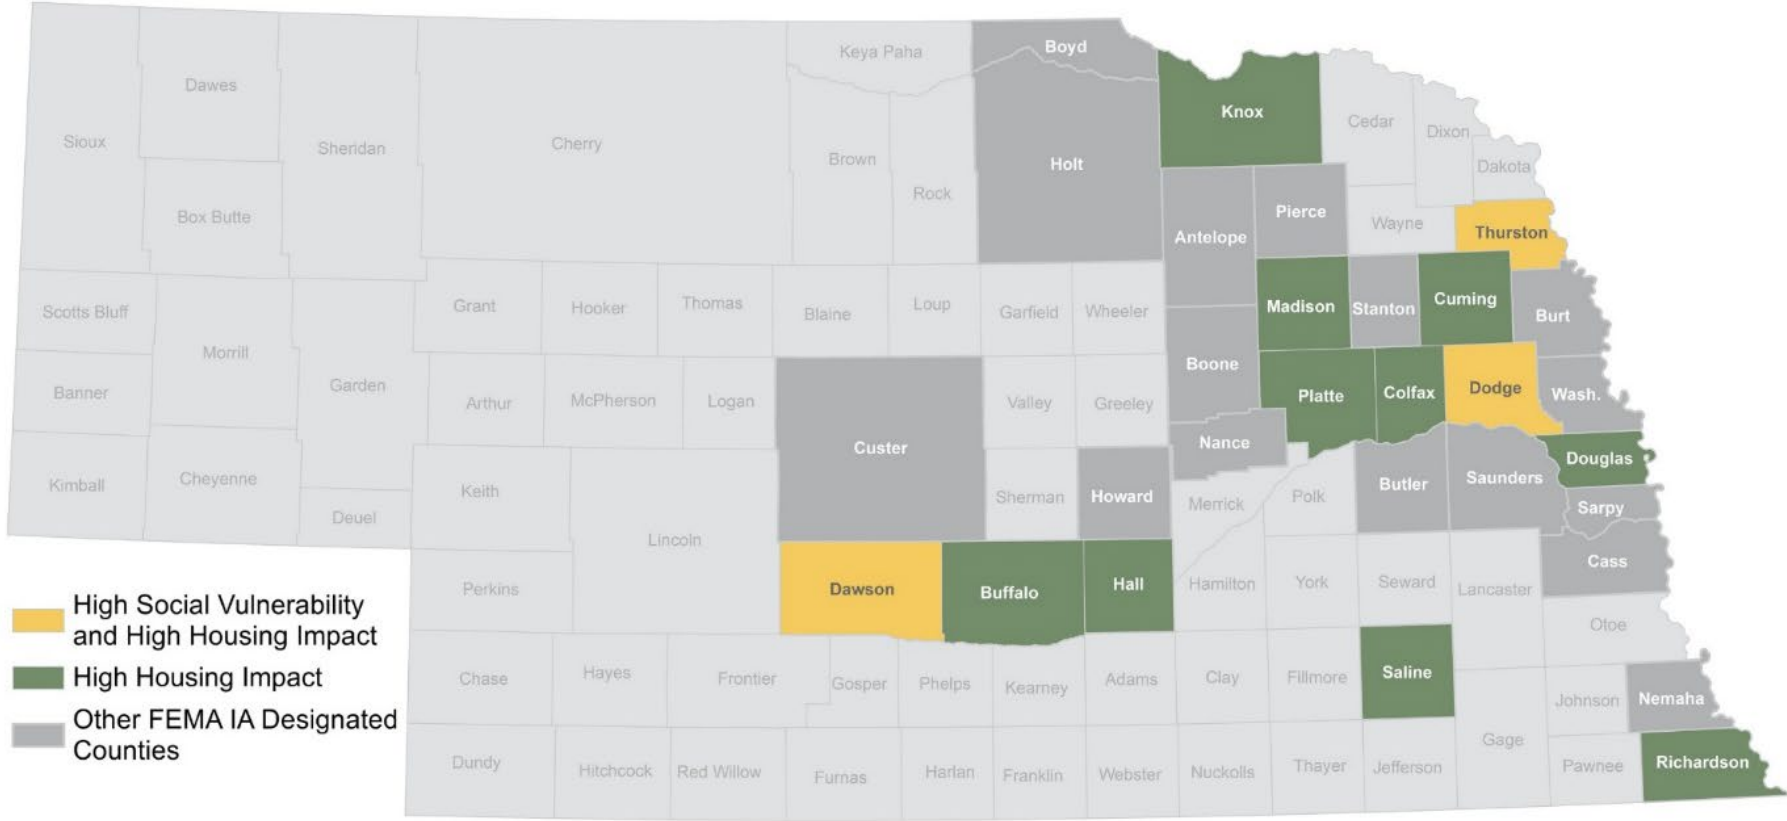 Boyd
Keya Paha
Dawes
Knox
Cedar
Dixon
Sioux
Sheridan
Cherry
Brown
Holt
Dakota
Rock
Box Butte
Pierce
Wayne
Thurston
Antelope
Scotts Bluff
Grant
Hooker
Thomas
Blaine
Loup
Garfield
Wheeler
Madison
Stanton
Cuming
Burt
Morrill
Boone
Banner
Garden
Arthur
McPherson
Logan
Valley
Greeley
Platte
Colfax
Dodge
Wash.
Custer
Nance
Douglas
Kimball
Cheyenne
Keith
Sherman
Howard
Merrick
Polk
Butler
Saunders
Sarpy
Deuel
Lincoln
Cass
Perkins
Dawson
Buffalo
Hall
Hamilton
York
Seward
Lancaster
Otoe
High Social Vulnerability
and High Housing Impact
High Housing Impact
Other FEMA IA Designated
Counties
Chase
Hayes
Frontier
Gosper
Phelps
Kearney
Adams
Clay
Fillmore
Saline
Johnson
Nemaha
Gage
Dundy
Hitchcock
Red Willow
Furnas
Harlan
Franklin
Webster
Nuckolls
Thayer
Jefferson
Pawnee
Richardson